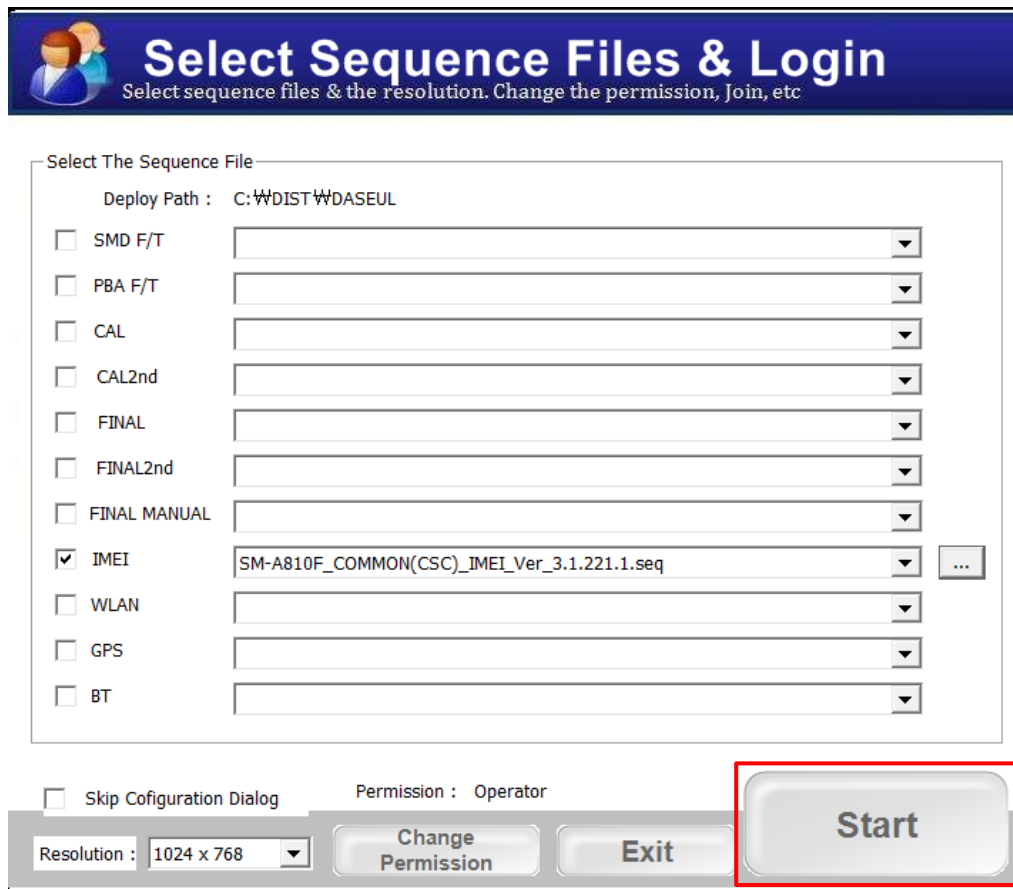 Select Sequence Files & Login
Select sequence files & the resolution. Change the permission, Join, etc
Select The Sequence File
Deploy Path : C:₩DIST₩DASEUL
SMD F/T
PBA F/T
CAL
CAL2nd
FINAL
FINAL2nd
FINAL MANUAL
IMEI SM-A810F_COMMON(CSC)_IMEI_Ver_3.1.221.1.seq ...
WLAN
GPS
BT
Skip Cofiguration Dialog Permission : Operator
Resolution : 1024 x 768
Change
Permission
Exit
Start